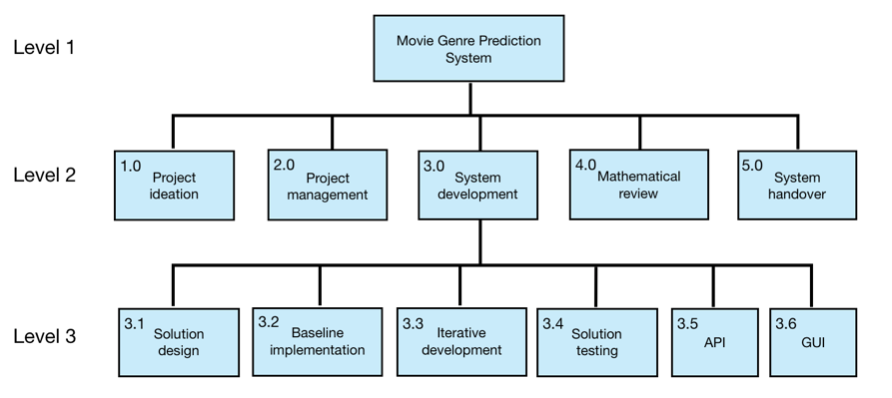 Level 1
Movie Genre Prediction
System
Level 2
1.0
Project
ideation
2.0
Project
management
3.0
System
development
4.0
Mathematical
review
5.0
System
handover
Level 3
3.1
Solution
design
3.2
Baseline
implementation
3.3
Iterative
development
3.4
Solution
testing
3.5
API
3.6
GUI